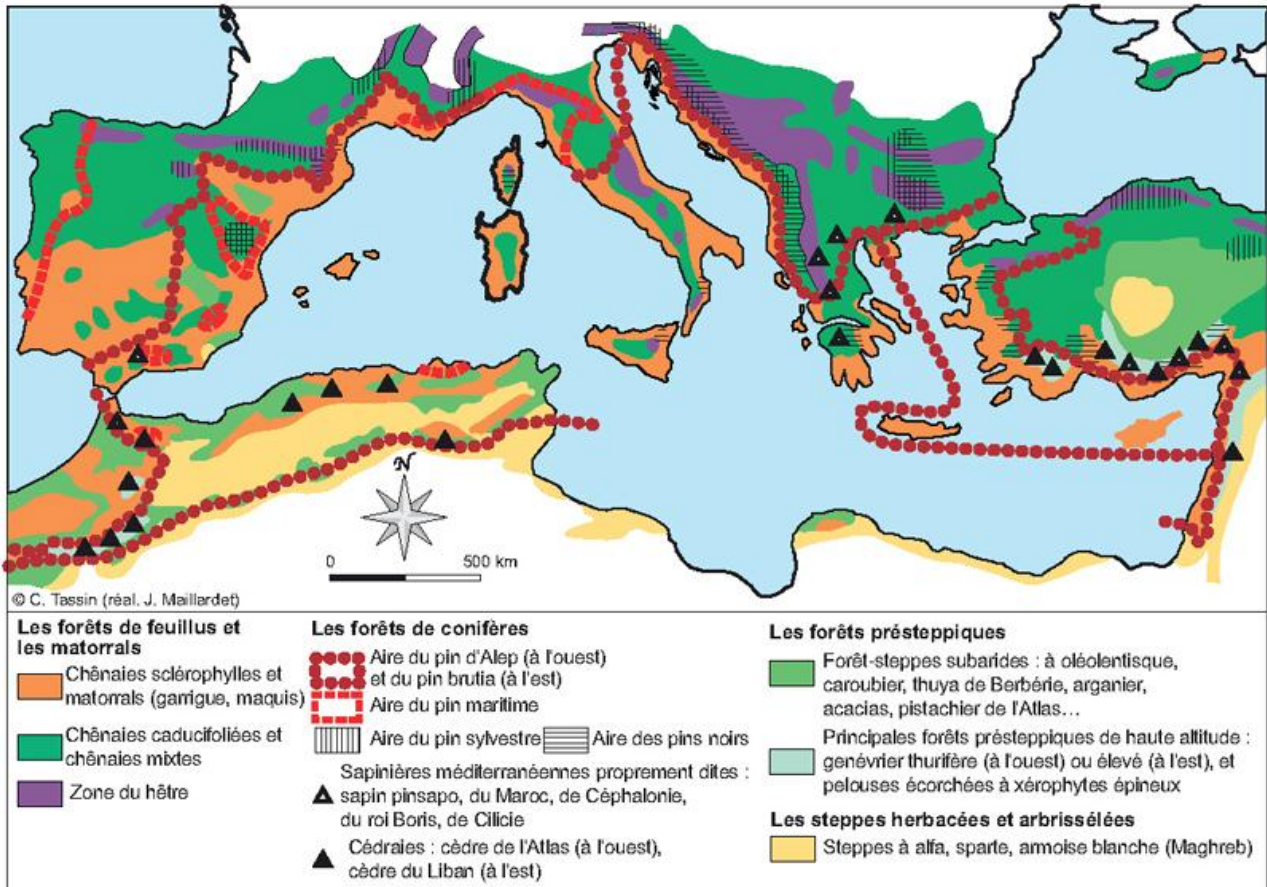 N
0
500 km
© C. Tassin (réal. J. Maillardet)
Les forêts de feuillus et
les matorrals
Chênaies sclérophylles et
matorrals (garrigue, maquis)
Chênaies caducifoliées et
chênaies mixtes
Zone du hêtre
Les forêts de conifères
Aire du pin d'Alep (à l'ouest)
et du pin brutia (à l'est)
Aire du pin maritime
Aire du pin sylvestre
Aire des pins noirs
Sapinières méditerranéennes proprement dites :
sapin pinsapo, du Maroc, de Céphalonie,
du roi Boris, de Cilicie
Cédraies : cèdre de l'Atlas (à l'ouest),
cèdre du Liban (à l'est)
Les forêts présteppiques
Forêt-steppes subarides : à oléolentisque,
caroubier, thuya de Berbérie, arganier,
acacias, pistachier de l'Atlas...
Principales forêts présteppiques de haute altitude :
genévrier thurifère (à l'ouest) ou élevé (à l'est), et
pelouses écorchées à xérophytes épineux
Les steppes herbacées et arbrissélées
Steppes à alfa, sparte, armoise blanche (Maghreb)